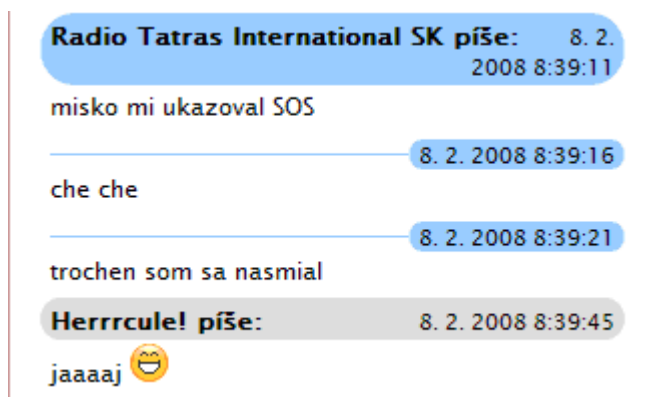 Radio Tatras International SK píše: 8. 2.
2008 8:39:11
misko mi ukazoval SOS
8. 2. 2008 8:39:16
che che
8. 2. 2008 8:39:21
trochen som sa nasmial
Herrrcule! píše: 8. 2. 2008 8:39:45
jaaaaj